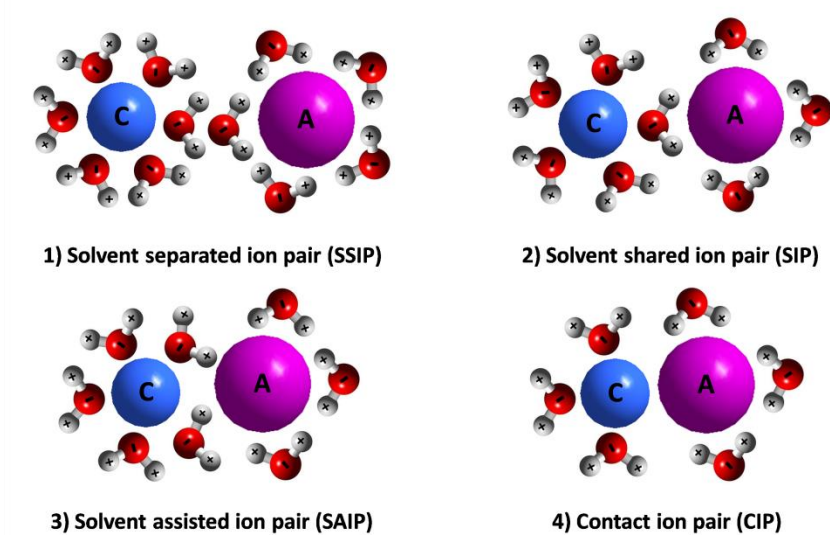 C
A
C
A
1) Solvent separated ion pair (SSIP)
2) Solvent shared ion pair (SIP)
C
A
C
A
3) Solvent assisted ion pair (SAIP)
4) Contact ion pair (CIP)